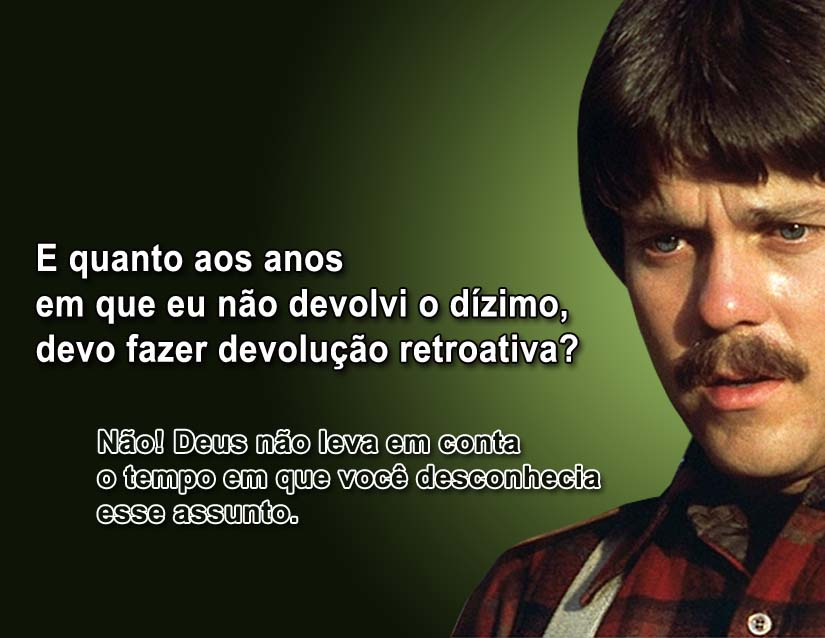 E quanto aos anos
em que eu não devolvi o dízimo,
devo fazer devolução retroativa?
Não! Deus não leva em conta
o tempo em que você desconhecia
esse assunto.